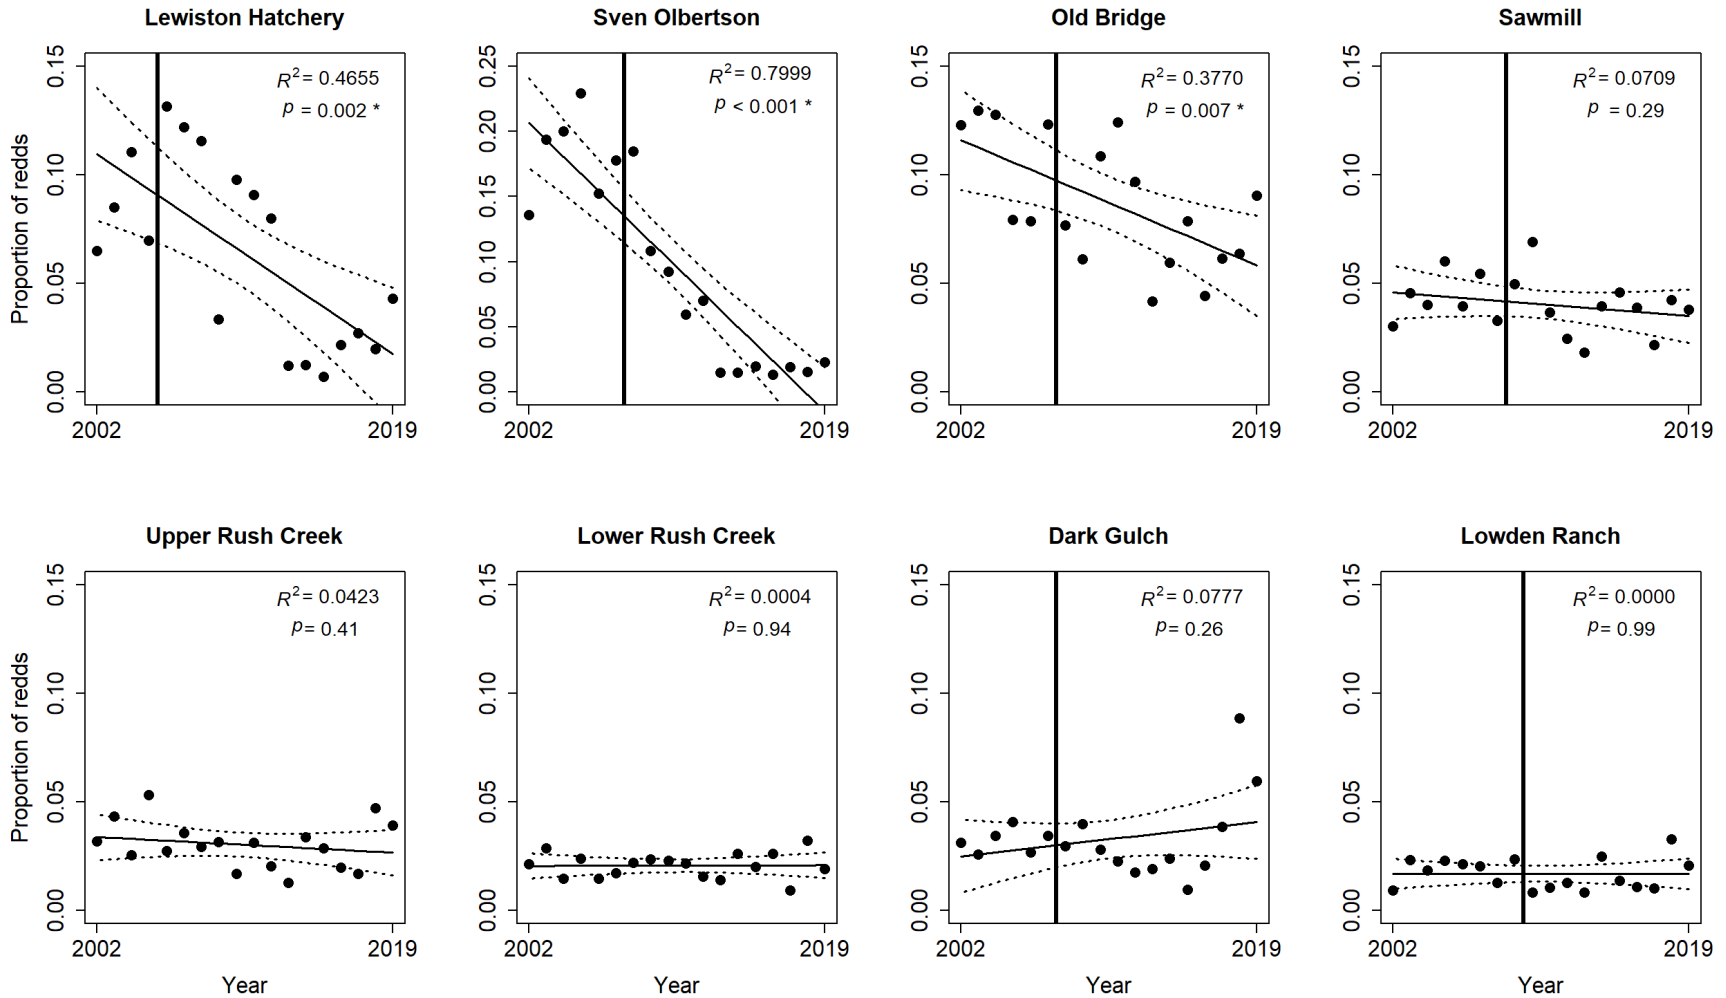 Lewiston Hatchery
Sven Olbertson
Old Bridge
Sawmill
Proportion of redds
0.15
0.10
0.05
0.00
R² = 0.4655
p = 0.002 *
2002
2019
0.25
0.20
0.15
0.10
0.05
0.00
R² = 0.7999
p < 0.001 *
2002
2019
0.15
0.10
0.05
0.00
R² = 0.3770
p = 0.007 *
2002
2019
0.15
0.10
0.05
0.00
R² = 0.0709
p = 0.29
2002
2019
Upper Rush Creek
Lower Rush Creek
Dark Gulch
Lowden Ranch
Proportion of redds
0.15
0.10
0.05
0.00
R² = 0.0423
p = 0.41
2002
2019
Year
0.15
0.10
0.05
0.00
R² = 0.0004
p = 0.94
2002
2019
Year
0.15
0.10
0.05
0.00
R² = 0.0777
p = 0.26
2002
2019
Year
0.15
0.10
0.05
0.00
R² = 0.0000
p = 0.99
2002
2019
Year